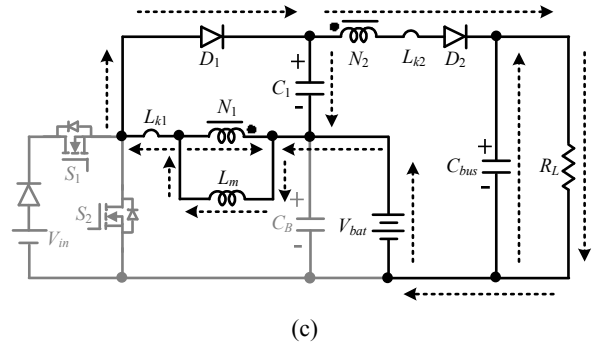 D1
N2
Lk2
D2
+
C1
-
Lk1
N1
S1
Lm
+
Cbus
-
RL
S2
+
CB
-
Vbat
Vin
(c)